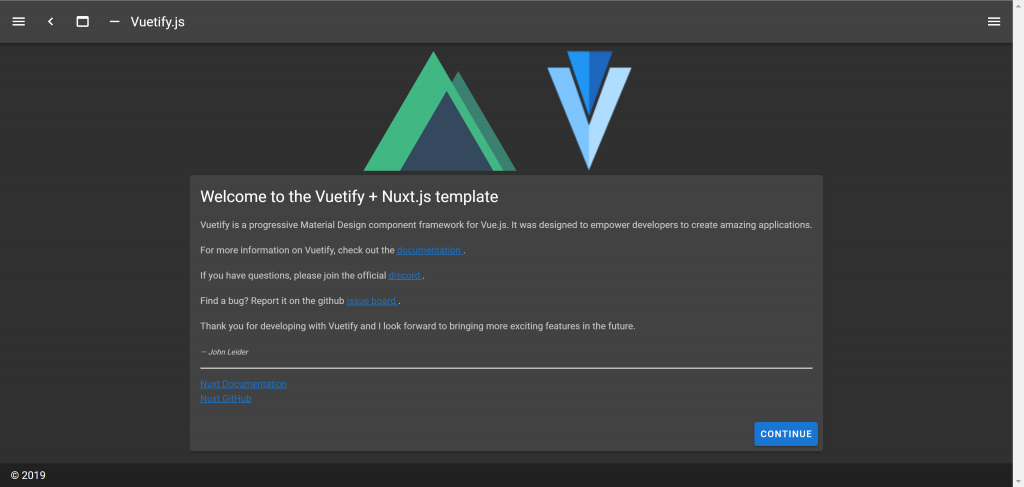 Vuetify.js
Welcome to the Vuetify + Nuxt.js template
Vuetify is a progressive Material Design component framework for Vue.js. It was designed to empower developers to create amazing applications.
For more information on Vuetify, check out the documentation .
If you have questions, please join the official discord .
Find a bug? Report it on the github issue board .
Thank you for developing with Vuetify and I look forward to bringing more exciting features in the future.
— John Leider
Nuxt Documentation
Nuxt GitHub
CONTINUE
© 2019